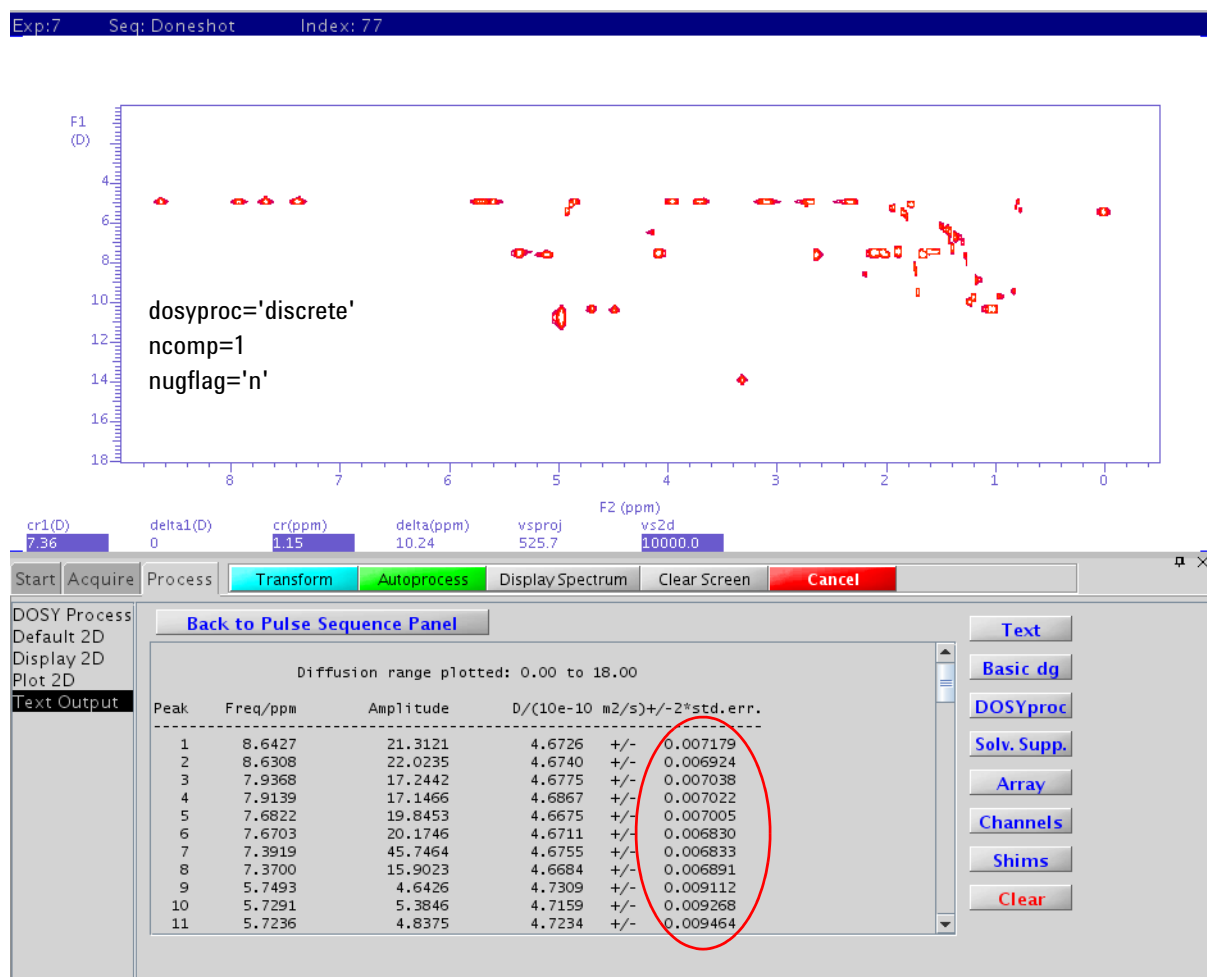 Exp:7 Seq: Doneshot Index: 77
F1
(D)
4
6
8
10
12
14
16
18
dosyproc='discrete'
ncomp=1
nugflag='n'
8 7 6 5 4 3 2 1 0
F2 (ppm)
cr1(D) delta1(D) cr(ppm) delta(ppm) vsproj vs2d
7.36 0 1.15 10.24 525.7 10000.0
Start Acquire Process Transform Autoprocess Display Spectrum Clear Screen Cancel
DOSY Process
Default 2D
Display 2D
Plot 2D
Text Output
Back to Pulse Sequence Panel
Diffusion range plotted: 0.00 to 18.00
Peak Freq/ppm Amplitude D/(10e-10 m2/s)+/-2*std.err.
--------------------------------------------------
1 8.6427 21.3121 4.6726 +/- 0.007179
2 8.6308 22.0235 4.6740 +/- 0.006924
3 7.9368 17.2442 4.6775 +/- 0.007038
4 7.9139 17.1466 4.6867 +/- 0.007022
5 7.6822 19.8453 4.6675 +/- 0.007005
6 7.6703 20.1746 4.6711 +/- 0.006830
7 7.3919 45.7464 4.6755 +/- 0.006833
8 7.3700 15.9023 4.6684 +/- 0.006891
9 5.7493 4.6426 4.7309 +/- 0.009112
10 5.7291 5.3846 4.7159 +/- 0.009268
11 5.7236 4.8375 4.7234 +/- 0.009464
Text
Basic dg
DOSYproc
Solv. Supp.
Array
Channels
Shims
Clear